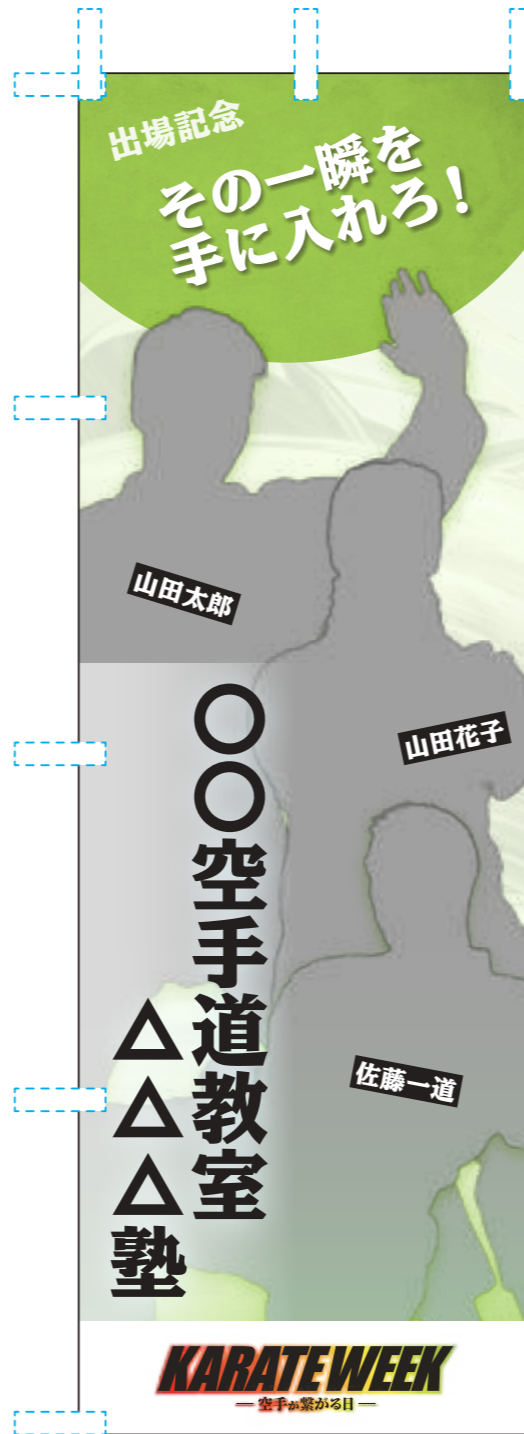 出場記念
その一瞬を
手に入れろ！
山田太郎
山田花子
〇〇空手道教室
△△△塾
佐藤一道
KARATE WEEK
— 空手が繋がる日 —